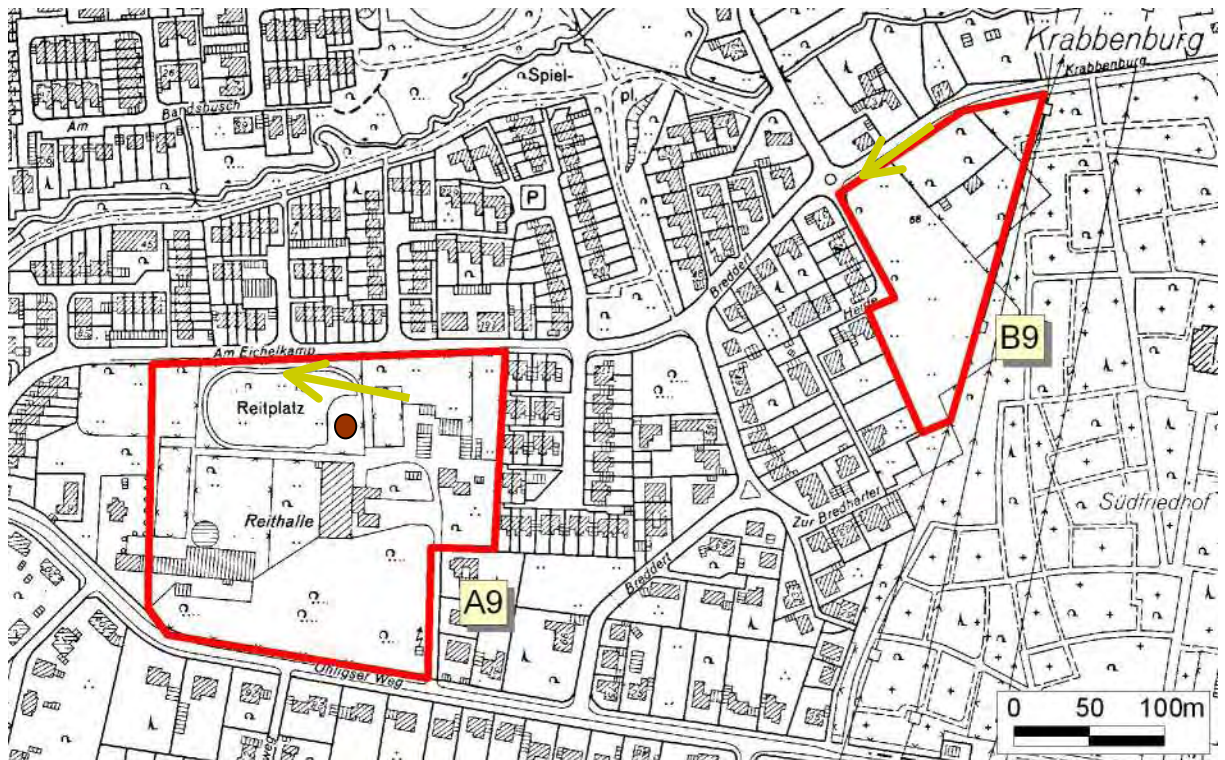 Krabbenburg
Krabbenburg
Spiel-
pl.
Am
Bandsbusch
P
Breddert
Heide
B9
Am Eichelkamp
Reitplatz
Reithalle
A9
Zur Bredharter
Südfriedhof
Breddert
Ohligser Weg
weg
0 50 100m